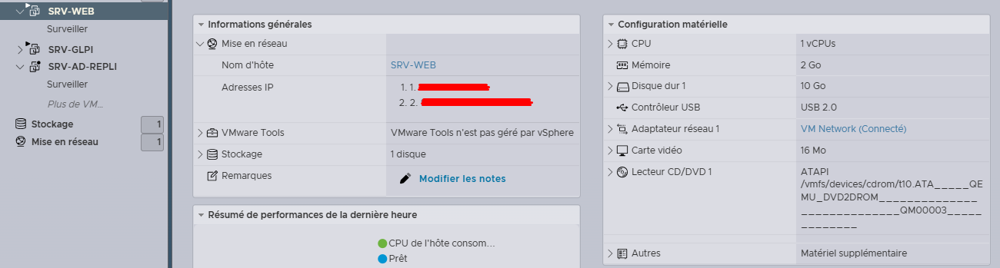 SRV-WEB
Surveiller
SRV-GLPI
SRV-AD-REPLI
Surveiller
Plus de VM...
Stockage 1
Mise en réseau 1
Informations générales
Mise en réseau
Nom d'hôte SRV-WEB
Adresses IP 1. 1.
2. 2.
VMware Tools VMware Tools n'est pas géré par vSphere
Stockage 1 disque
Remarques Modifier les notes
Résumé de performances de la dernière heure
CPU de l'hôte consom...
Prêt
Configuration matérielle
CPU 1 vCPUs
Mémoire 2 Go
Disque dur 1 10 Go
Contrôleur USB USB 2.0
Adaptateur réseau 1 VM Network (Connecté)
Carte vidéo 16 Mo
Lecteur CD/DVD 1 ATAPI
/vmfs/devices/cdrom/t10.ATA_____QE
MU_DVD2DROM_______________
_______________QM00003_____
__________
Autres Matériel supplémentaire